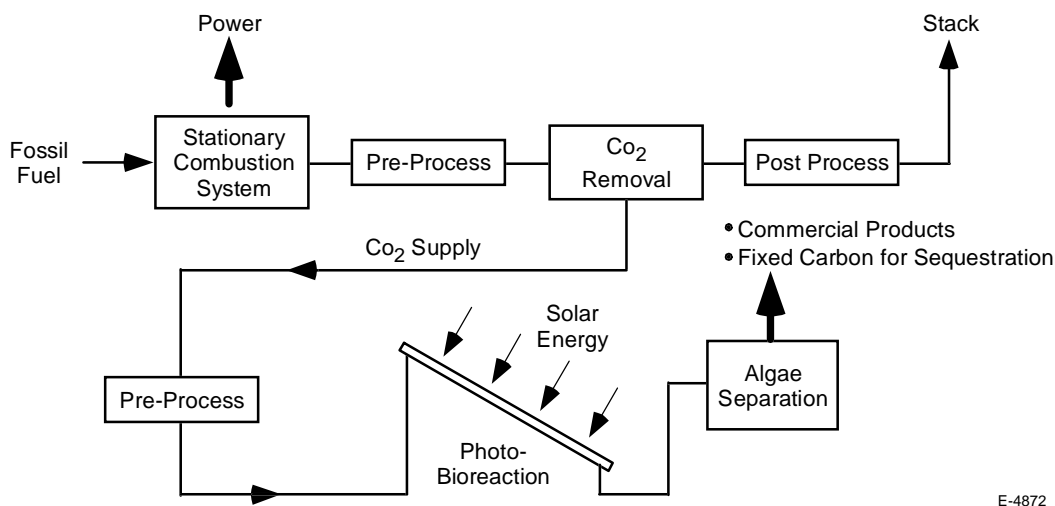 Power
Stack
Fossil
Fuel
Stationary
Combustion
System
Pre-Process
Co2
Removal
Post Process
Co2 Supply
• Commercial Products
• Fixed Carbon for Sequestration
Solar
Energy
Pre-Process
Algae
Separation
Photo-
Bioreaction
E-4872